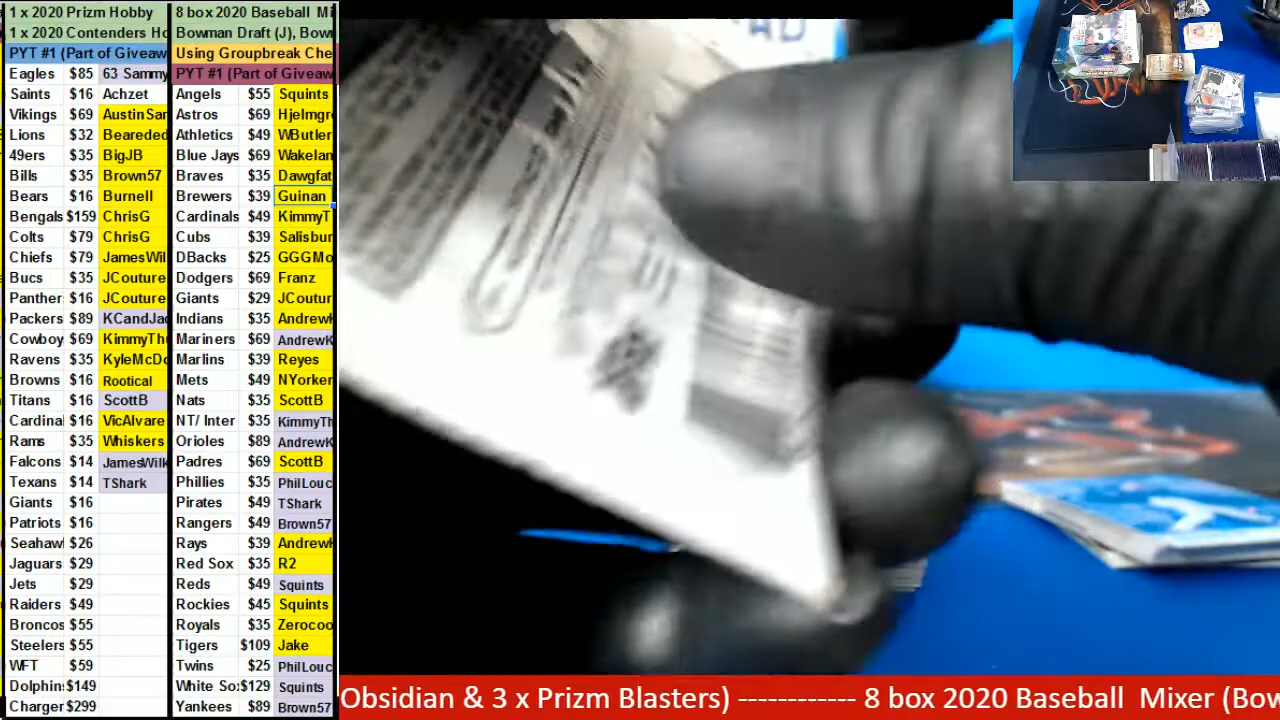 1 x 2020 Prizm Hobby
1 x 2020 Contenders Ho
PYT #1 (Part of Giveaw
Eagles $85 63 Sammy
Saints $16 Achzet
Vikings $69 AustinSar
Lions $32 Beareded
49ers $35 BigJB
Bills $35 Brown57
Bears $16 Burnell
Bengals $159 ChrisG
Colts $79 ChrisG
Chiefs $79 JamesWil
Bucs $35 JCouture
Panther $16 JCouture
Packers $89 KCandJac
Cowboy $69 KimmyThu
Ravens $35 KyleMcDo
Browns $16 Rootical
Titans $16 ScottB
Cardinal $16 VicAlvare
Rams $35 Whiskers
Falcons $14 JamesWilk
Texans $14 TShark
Giants $16
Patriots $16
Seahaw $26
Jaguars $29
Jets $29
Raiders $49
Broncos $55
Steelers $55
WFT $59
Dolphin $149
Charger $299
8 box 2020 Baseball Mi
Bowman Draft (J), Bow
Using Groupbreak Che
PYT #1 (Part of Giveaw
Angels $55 Squints
Astros $69 Hjelmgr
Athletics $49 WButler
Blue Jays $69 Wakelan
Braves $35 Dawgfat
Brewers $39 Guinan
Cardinals $49 KimmyT
Cubs $39 Salisbur
DBacks $25 GGGMo
Dodgers $69 Franz
Giants $29 JCoutur
Indians $35 AndrewK
Mariners $69 AndrewK
Marlins $39 Reyes
Mets $49 NYorker
Nats $35 ScottB
NT/ Inter $35 KimmyTh
Orioles $89 AndrewK
Padres $69 ScottB
Phillies $35 PhilLouc
Pirates $49 TShark
Rangers $49 Brown57
Rays $39 AndrewK
Red Sox $35 R2
Reds $49 Squints
Rockies $45 Squints
Royals $35 Zerocoo
Tigers $109 Jake
Twins $25 PhilLouc
White So: $129 Squints
Yankees $89 Brown57
AD
Obsidian & 3 x Prizm Blasters) ------------ 8 box 2020 Baseball Mixer (Bow